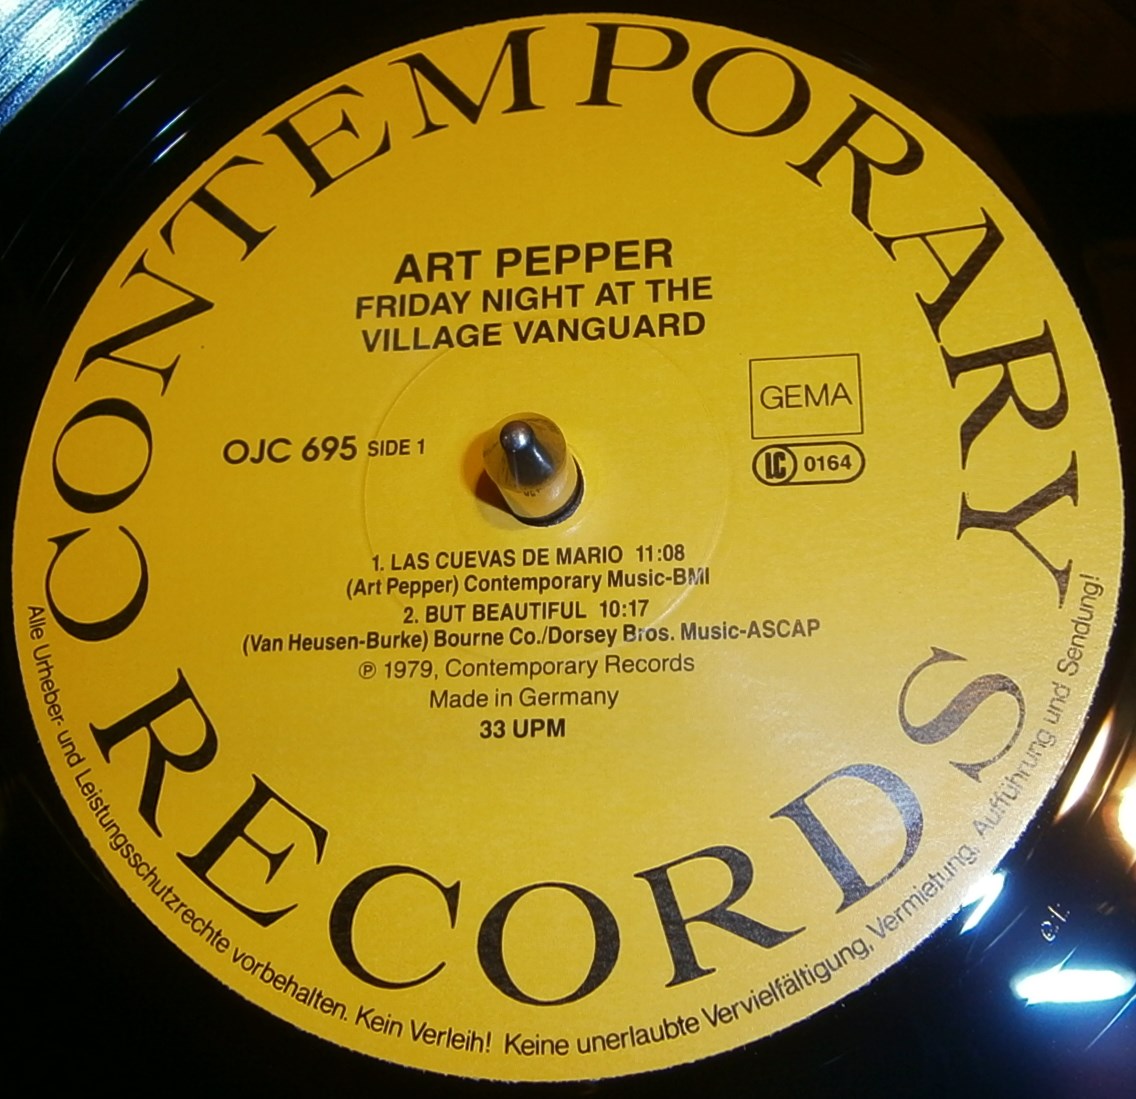 CONTEMPORARY
ART PEPPER
FRIDAY NIGHT AT THE
VILLAGE VANGUARD
GEMA
OJC 695 SIDE 1
LC 0164
1. LAS CUEVAS DE MARIO 11:08
(Art Pepper) Contemporary Music-BMI
2. BUT BEAUTIFUL 10:17
(Van Heusen-Burke) Bourne Co./Dorsey Bros. Music-ASCAP
℗ 1979, Contemporary Records
Made in Germany
33 UPM
RECORDS
Alle Urheber- und Leistungsschutzrechte vorbehalten. Kein Verleih! Keine unerlaubte Vervielfältigung, Vermietung, Aufführung und Sendung!